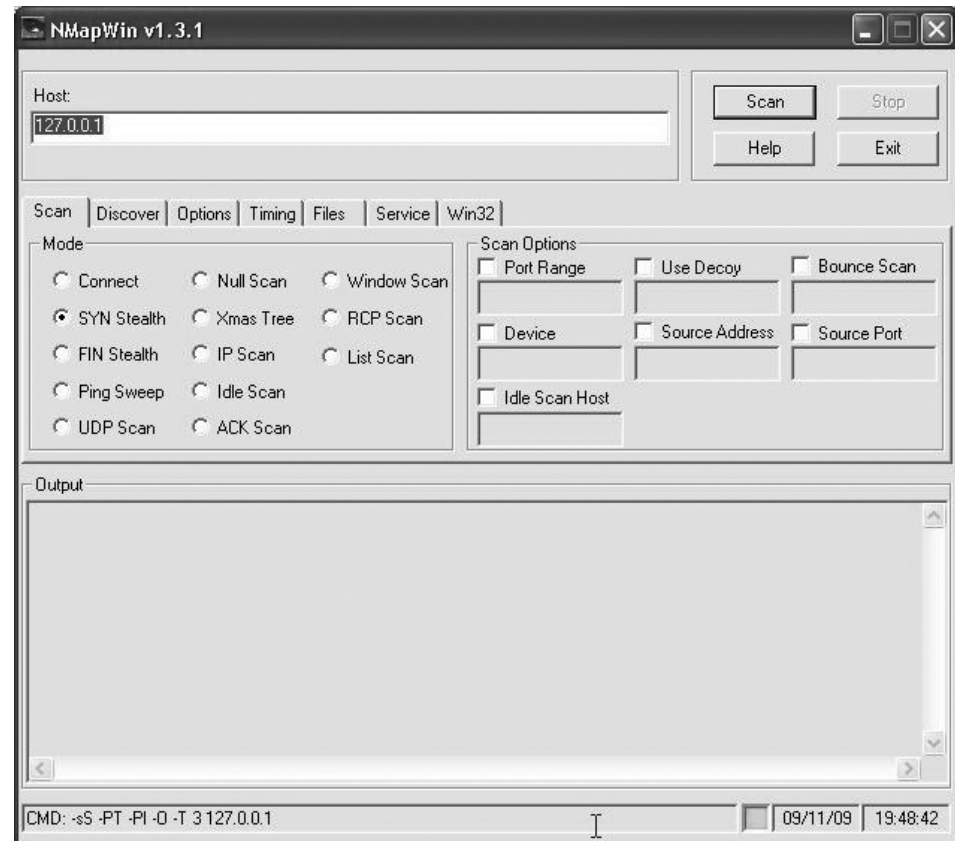 NMapWin v1.3.1
Host:
127.0.0.1
Scan Stop
Help Exit
Scan Discover Options Timing Files Service Win32
Mode
Connect Null Scan Window Scan
SYN Stealth Xmas Tree RCP Scan
FIN Stealth IP Scan List Scan
Ping Sweep Idle Scan
UDP Scan ACK Scan
Scan Options
Port Range Use Decoy Bounce Scan
Device Source Address Source Port
Idle Scan Host
Output
CMD: -sS -PT -PI -O -T 3 127.0.0.1 09/11/09 19:48:42